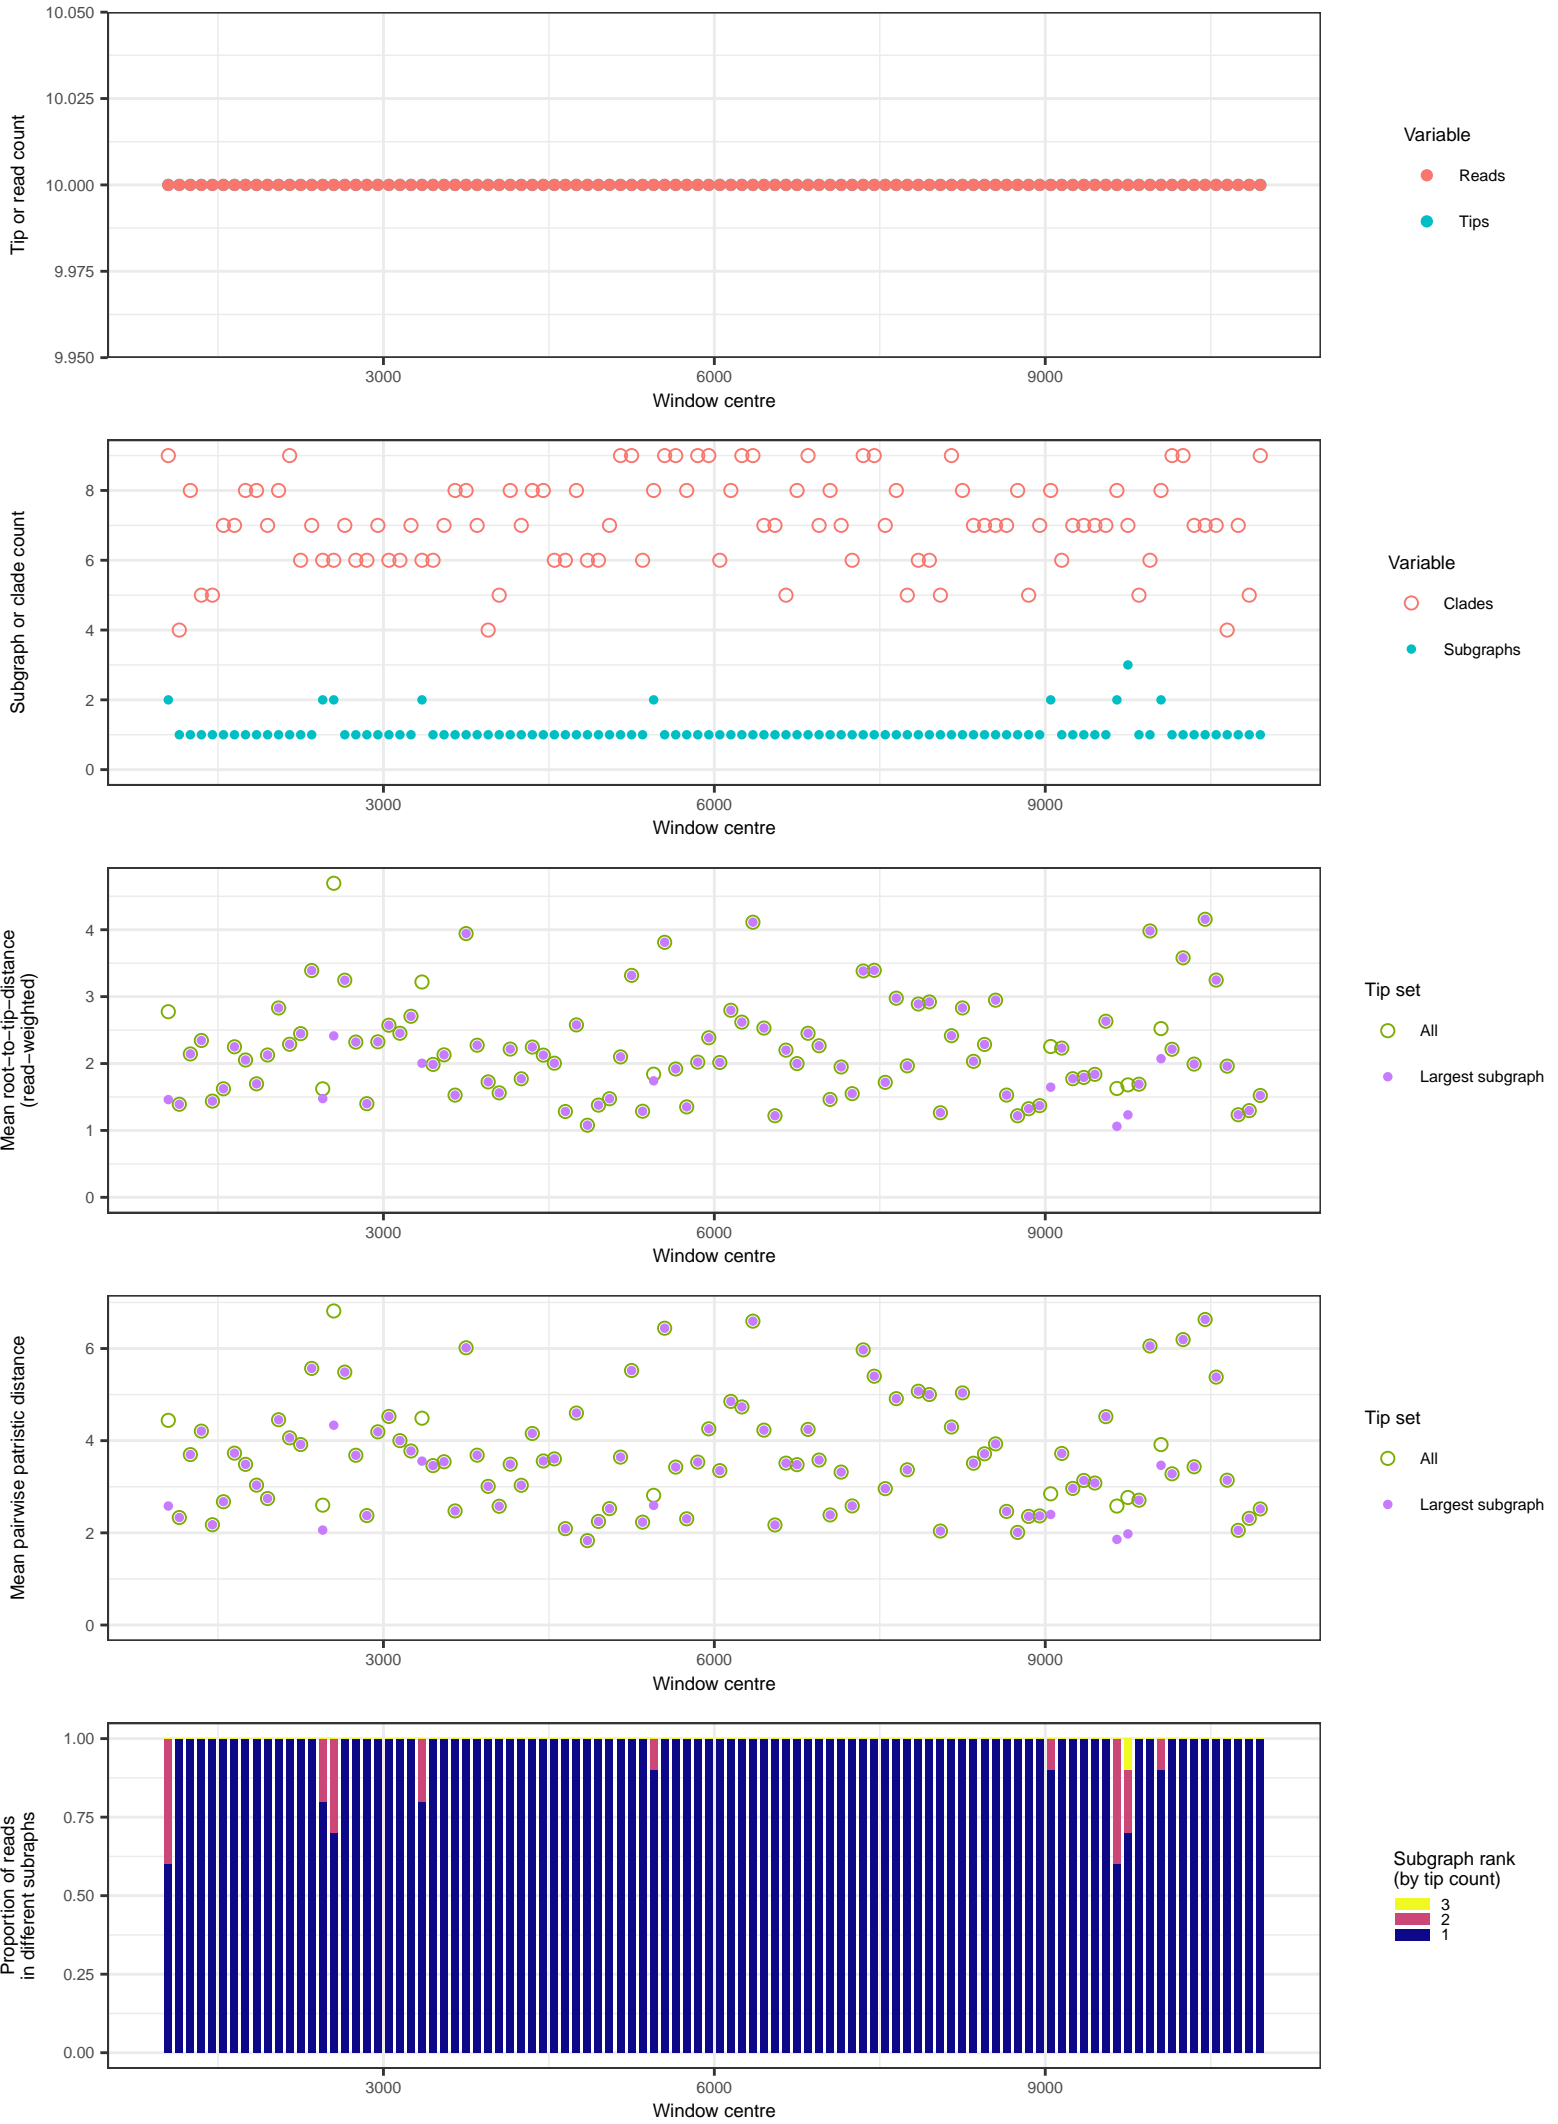 10.050
10.025
10.000
9.975
9.950
Tip or read count
3000 6000 9000
Window centre
Variable
Reads
Tips
8
6
4
2
0
Subgraph or clade count
3000 6000 9000
Window centre
Variable
Clades
Subgraphs
4
3
2
1
0
Mean root−to−tip−distance
(read−weighted)
3000 6000 9000
Window centre
Tip set
All
Largest subgraph
6
4
2
0
Mean pairwise patristic distance
3000 6000 9000
Window centre
Tip set
All
Largest subgraph
1.00
0.75
0.50
0.25
0.00
Proportion of reads
in different subraphs
3000 6000 9000
Window centre
Subgraph rank
(by tip count)
3
2
1